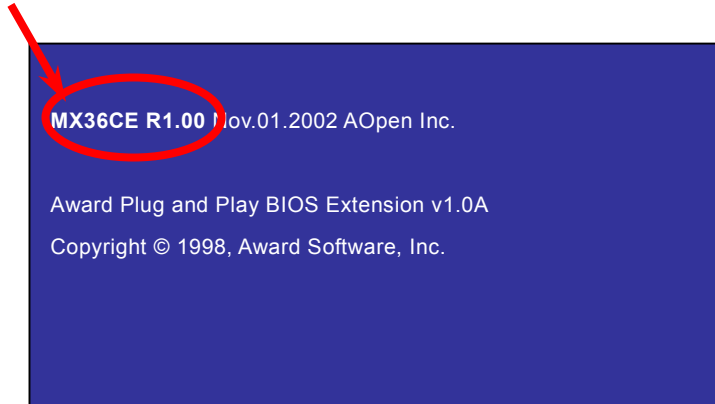 MX36CE R1.00 Nov.01.2002 AOpen Inc.
Award Plug and Play BIOS Extension v1.0A
Copyright © 1998, Award Software, Inc.